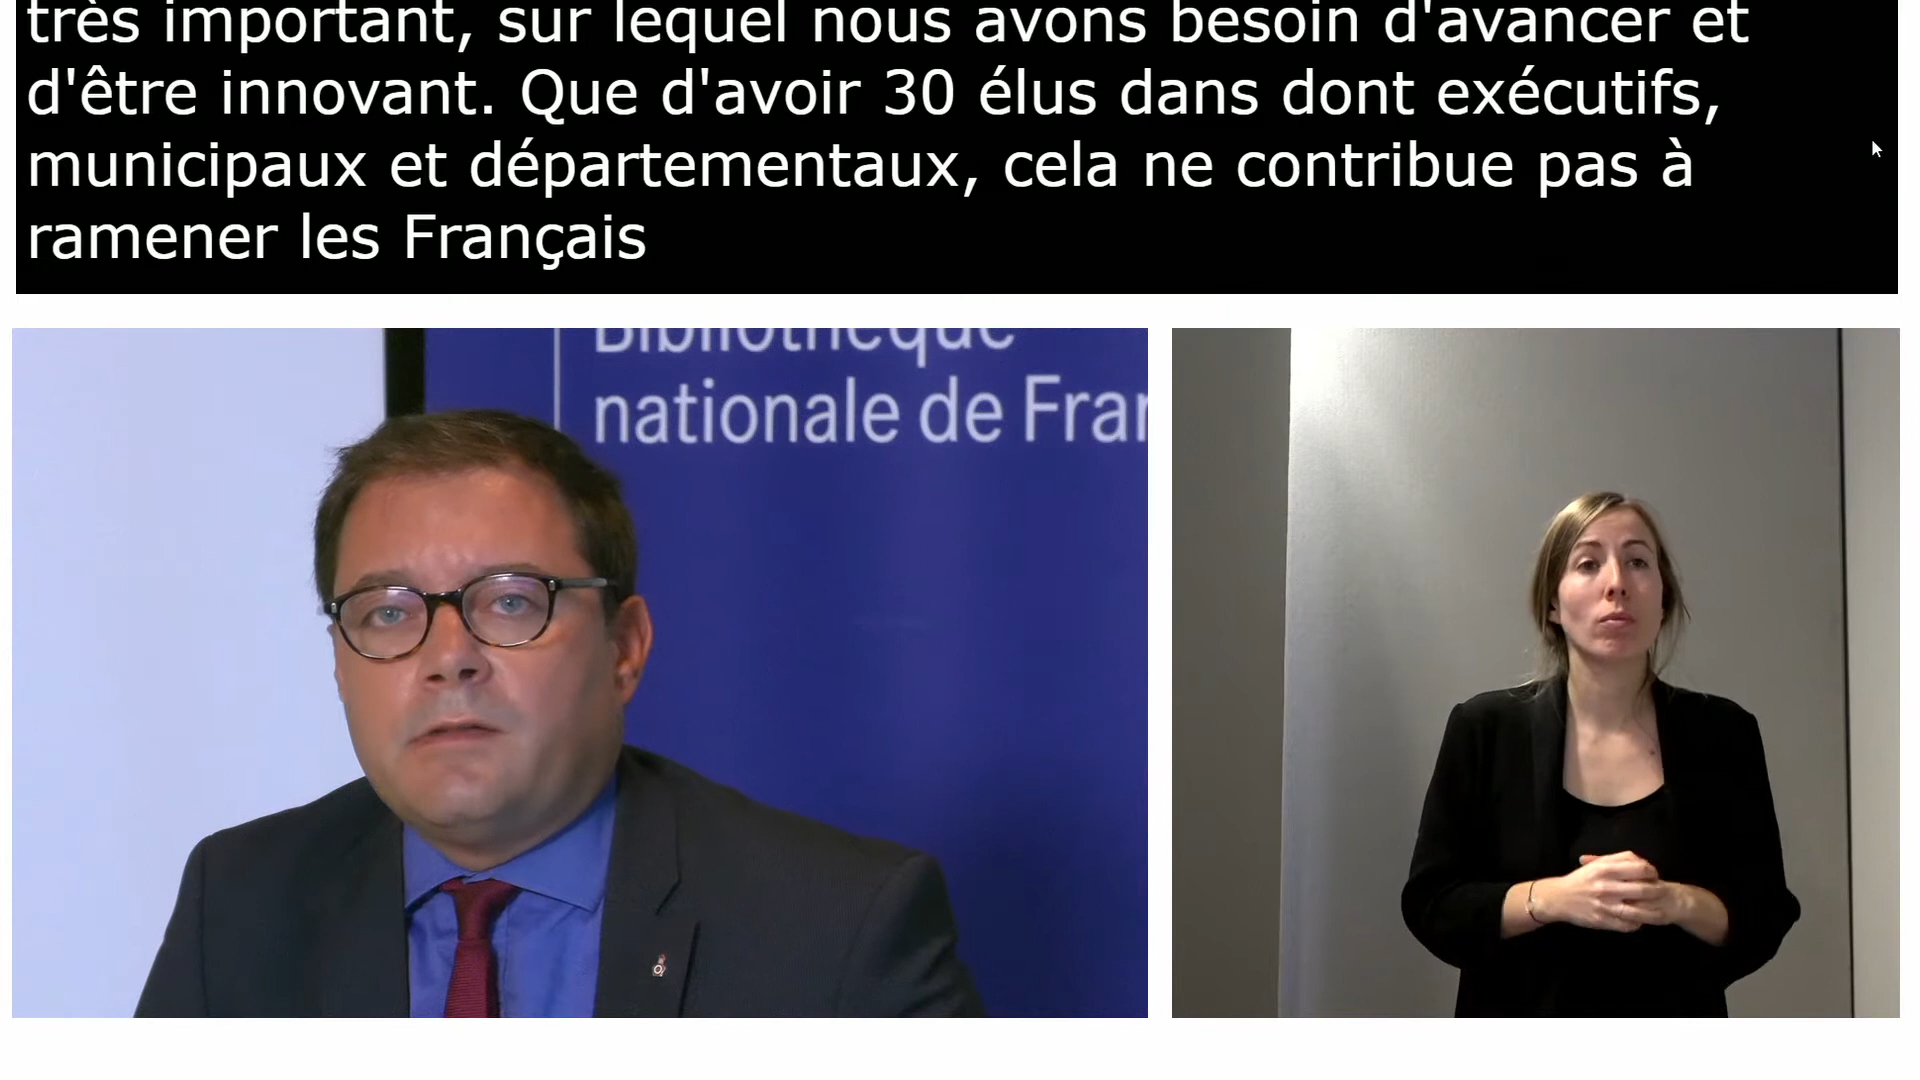 très important, sur lequel nous avons besoin d'avancer et
d'être innovant. Que d'avoir 30 élus dans dont exécutifs,
municipaux et départementaux, cela ne contribue pas à
ramener les Français
Bibliothèque
nationale de Fran